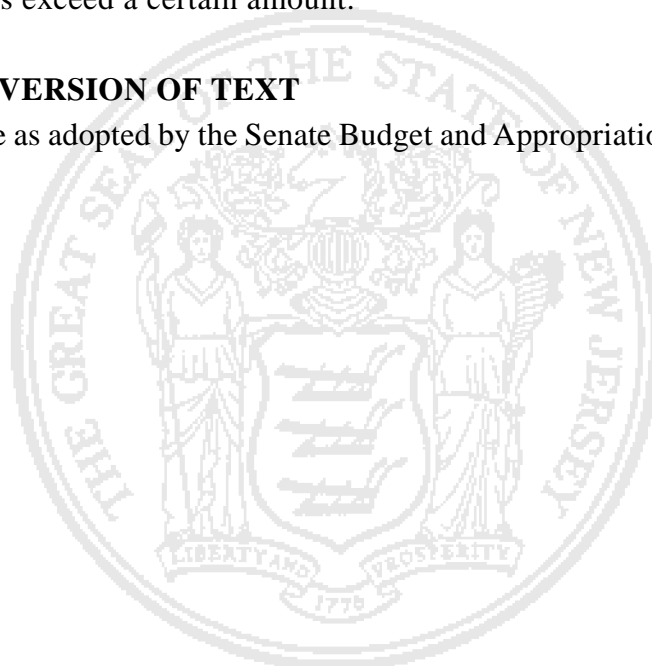 s exceed a certain amount.
VERSION OF TEXT
e as adopted by the Senate Budget and Appropriatio
THE GREAT SEAL OF THE STATE OF NEW JERSEY
LIBERTY AND PROSPERITY
1776